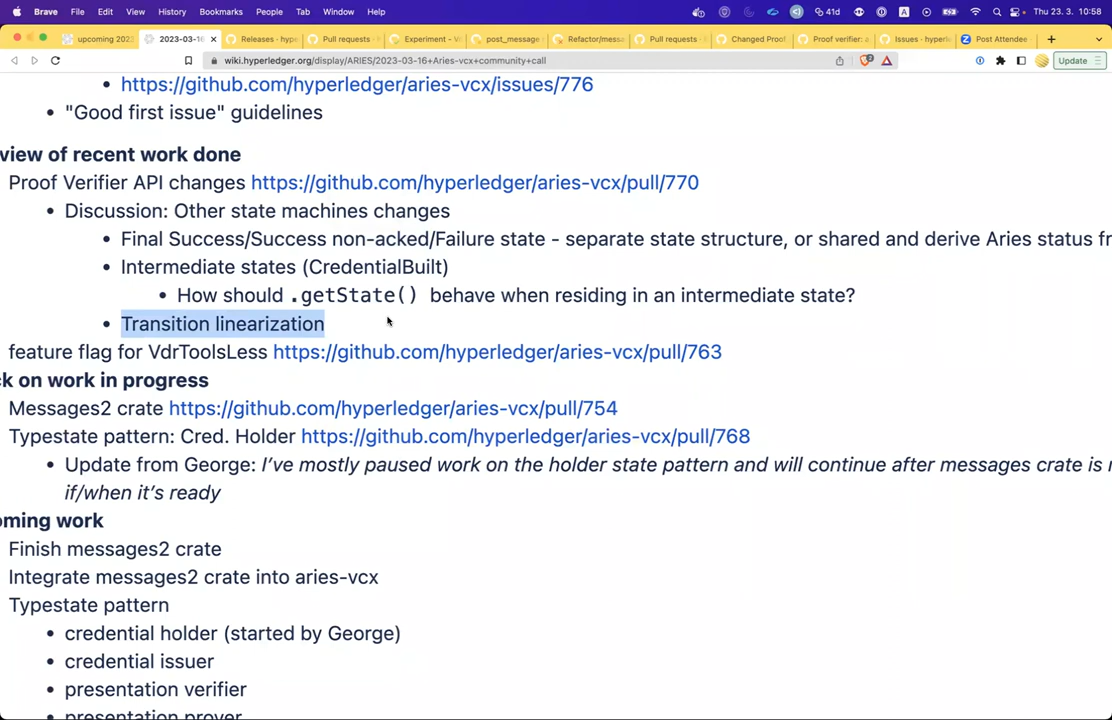 Brave File Edit View History Bookmarks People Tab Window Help 41d A Thu 23. 3. 10:58
upcoming 2023 2023-03-16 Releases · hype Pull requests · Experiment – V post_message Refactor/messa Pull requests · Changed Proof Proof verifier: a Issues · hyperle Post Attendee -
wiki.hyperledger.org/display/ARIES/2023-03-16+Aries-vcx+community+call Update
• https://github.com/hyperledger/aries-vcx/issues/776
• "Good first issue" guidelines
view of recent work done
Proof Verifier API changes https://github.com/hyperledger/aries-vcx/pull/770
• Discussion: Other state machines changes
• Final Success/Success non-acked/Failure state - separate state structure, or shared and derive Aries status fr
• Intermediate states (CredentialBuilt)
• How should .getState() behave when residing in an intermediate state?
• Transition linearization
feature flag for VdrToolsLess https://github.com/hyperledger/aries-vcx/pull/763
ck on work in progress
Messages2 crate https://github.com/hyperledger/aries-vcx/pull/754
Typestate pattern: Cred. Holder https://github.com/hyperledger/aries-vcx/pull/768
• Update from George: I've mostly paused work on the holder state pattern and will continue after messages crate is
if/when it's ready
oming work
Finish messages2 crate
Integrate messages2 crate into aries-vcx
Typestate pattern
• credential holder (started by George)
• credential issuer
• presentation verifier
presentation prover